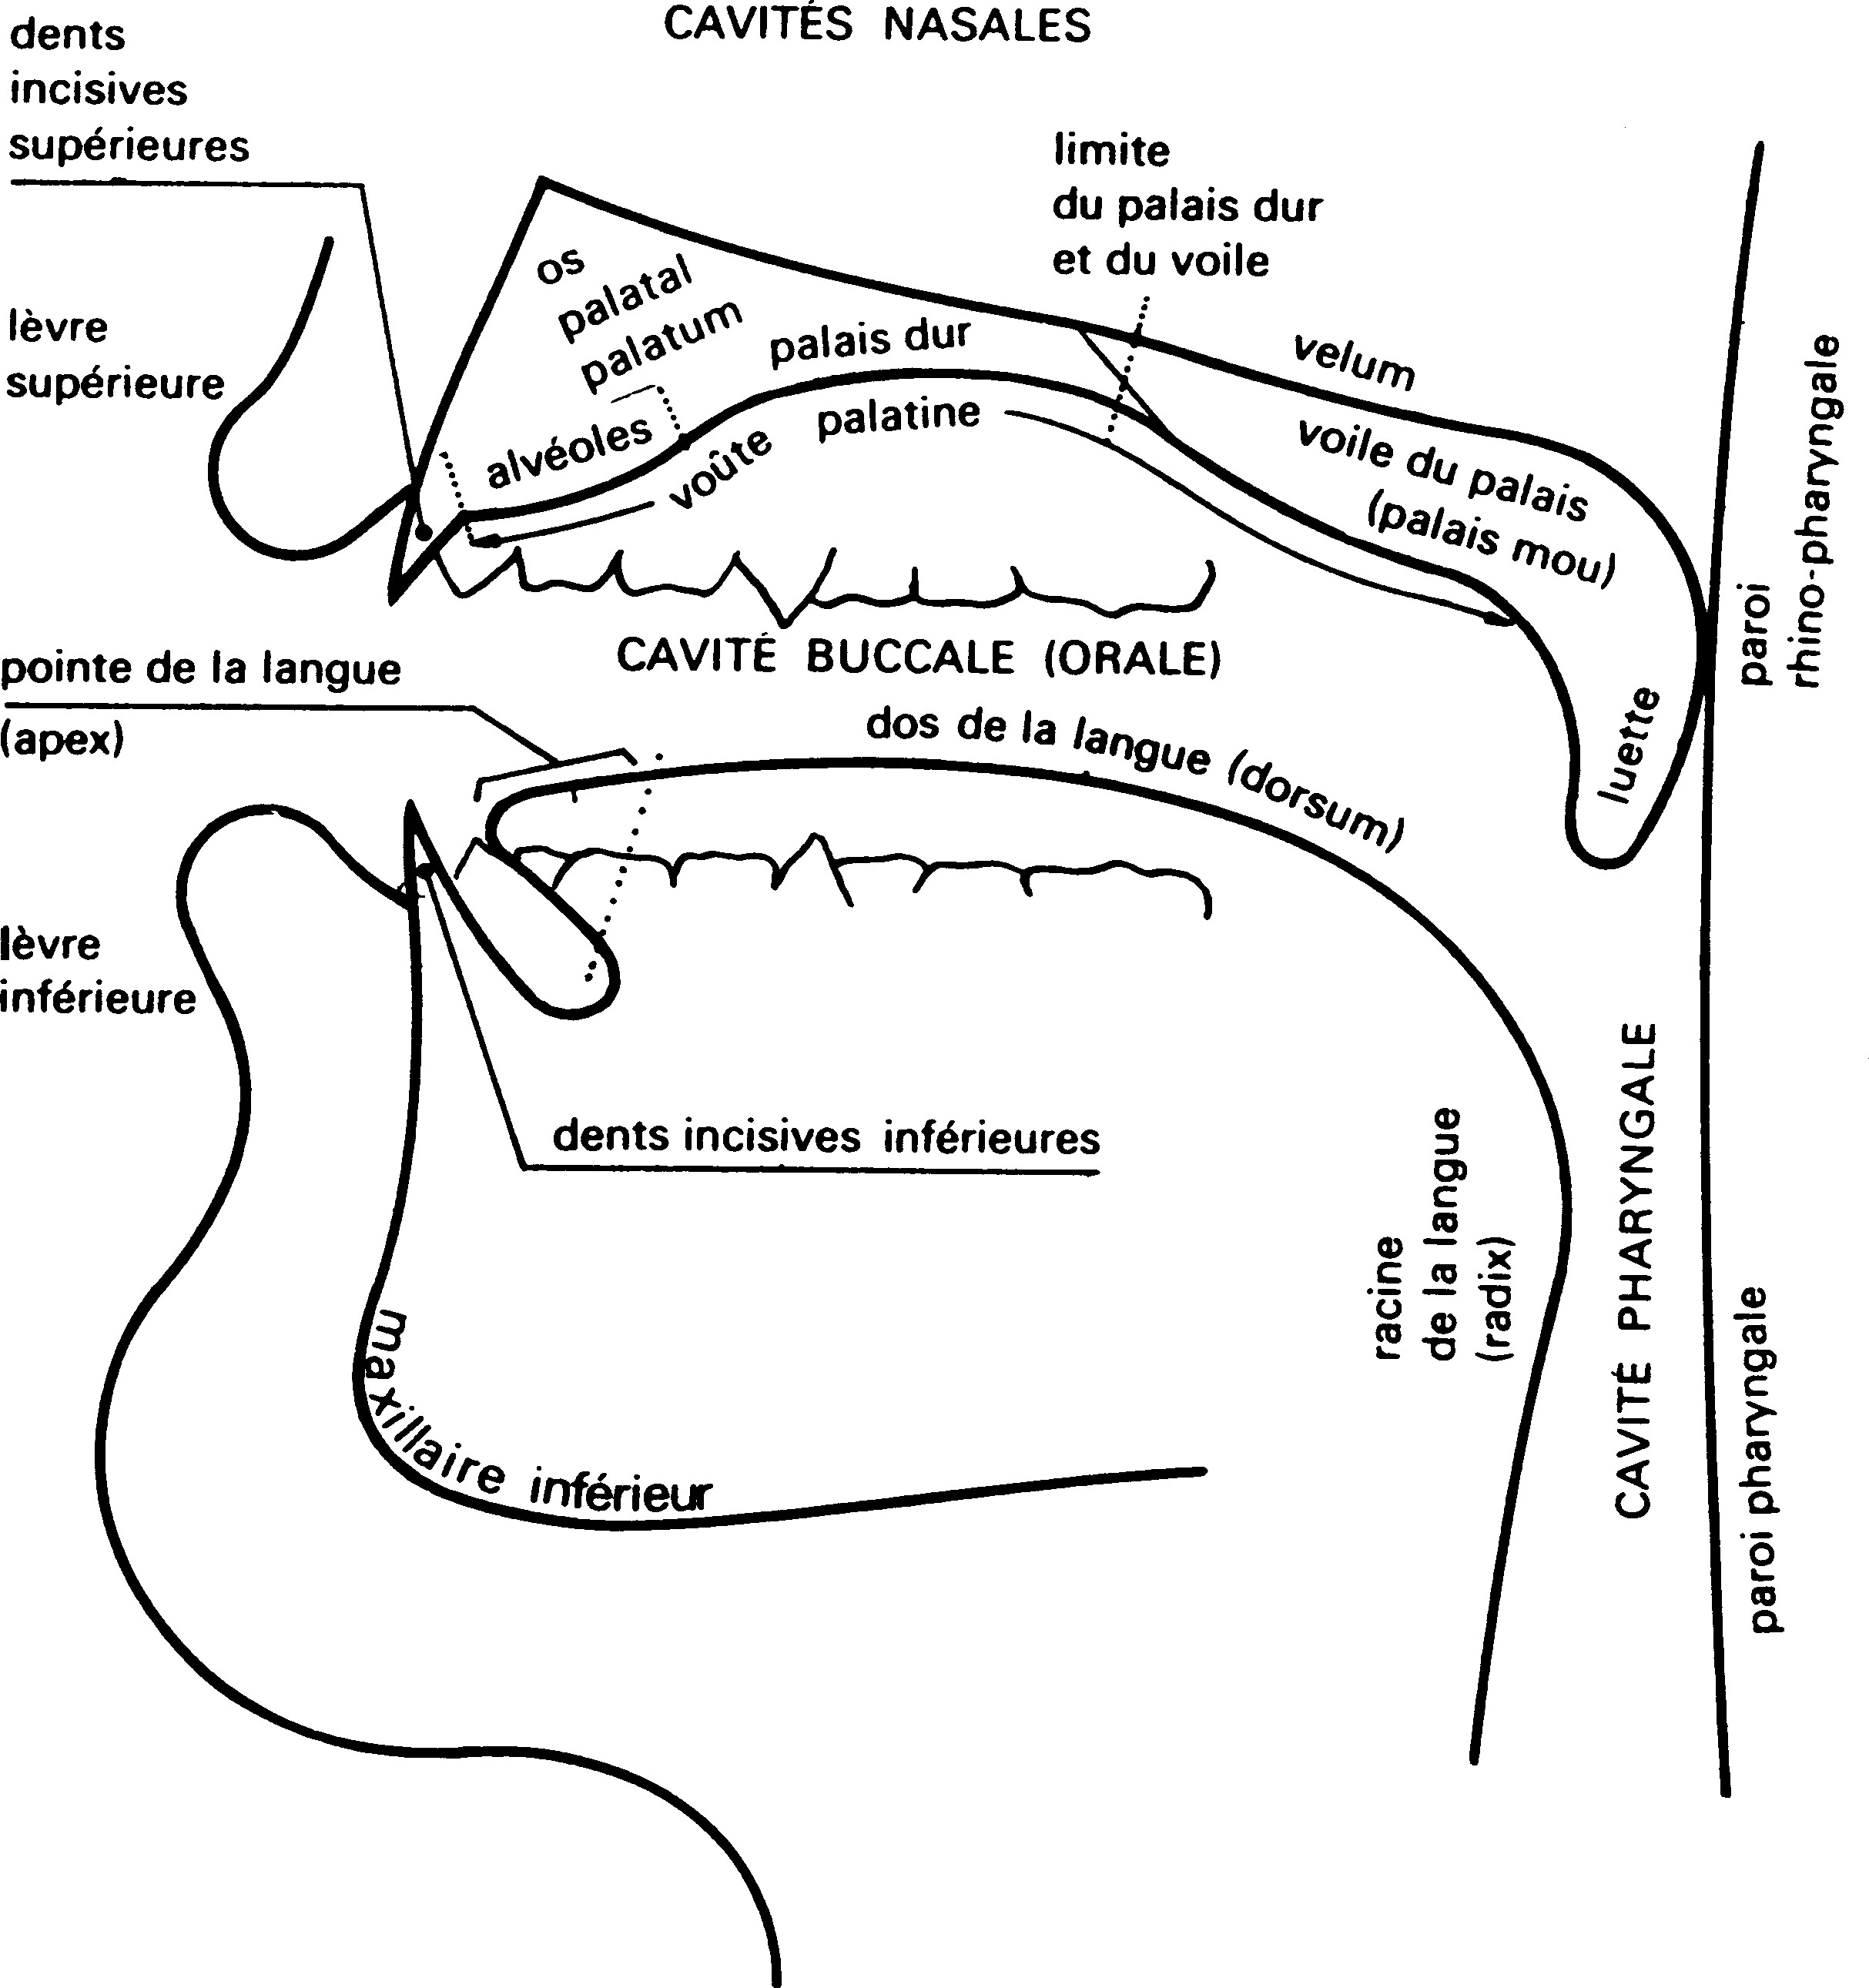 CAVITÉS NASALES
dents
incisives
supérieures
limite
du palais dur
et du voile
os
palatal
palatum
lèvre
supérieure
palais dur
velum
alvéoles
voûte palatine
voile du palais
(palais mou)
paroi
rhino-pharyngale
CAVITÉ BUCCALE (ORALE)
pointe de la langue
(apex)
dos de la langue (dorsum)
luette
lèvre
inférieure
dents incisives inférieures
racine
de la langue
(radix)
CAVITÉ PHARYNGALE
paroi pharyngale
maxillaire inférieur